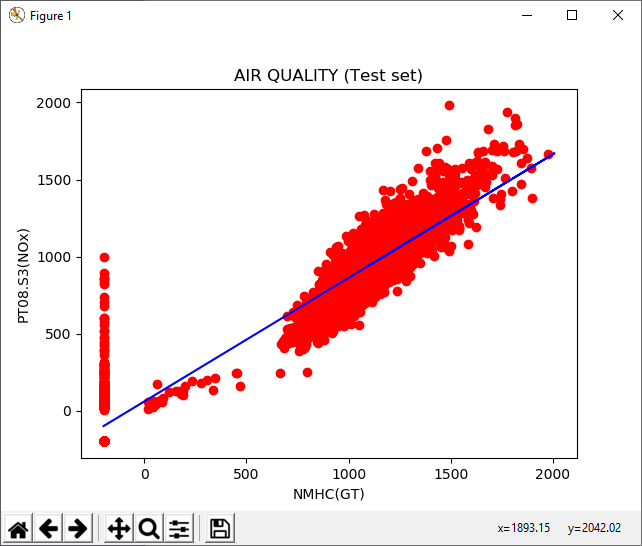 Figure 1
AIR QUALITY (Test set)
2000
1500
1000
500
0
PT08.S3(NOx)
0 500 1000 1500 2000
NMHC(GT)
x=1893.15 y=2042.02